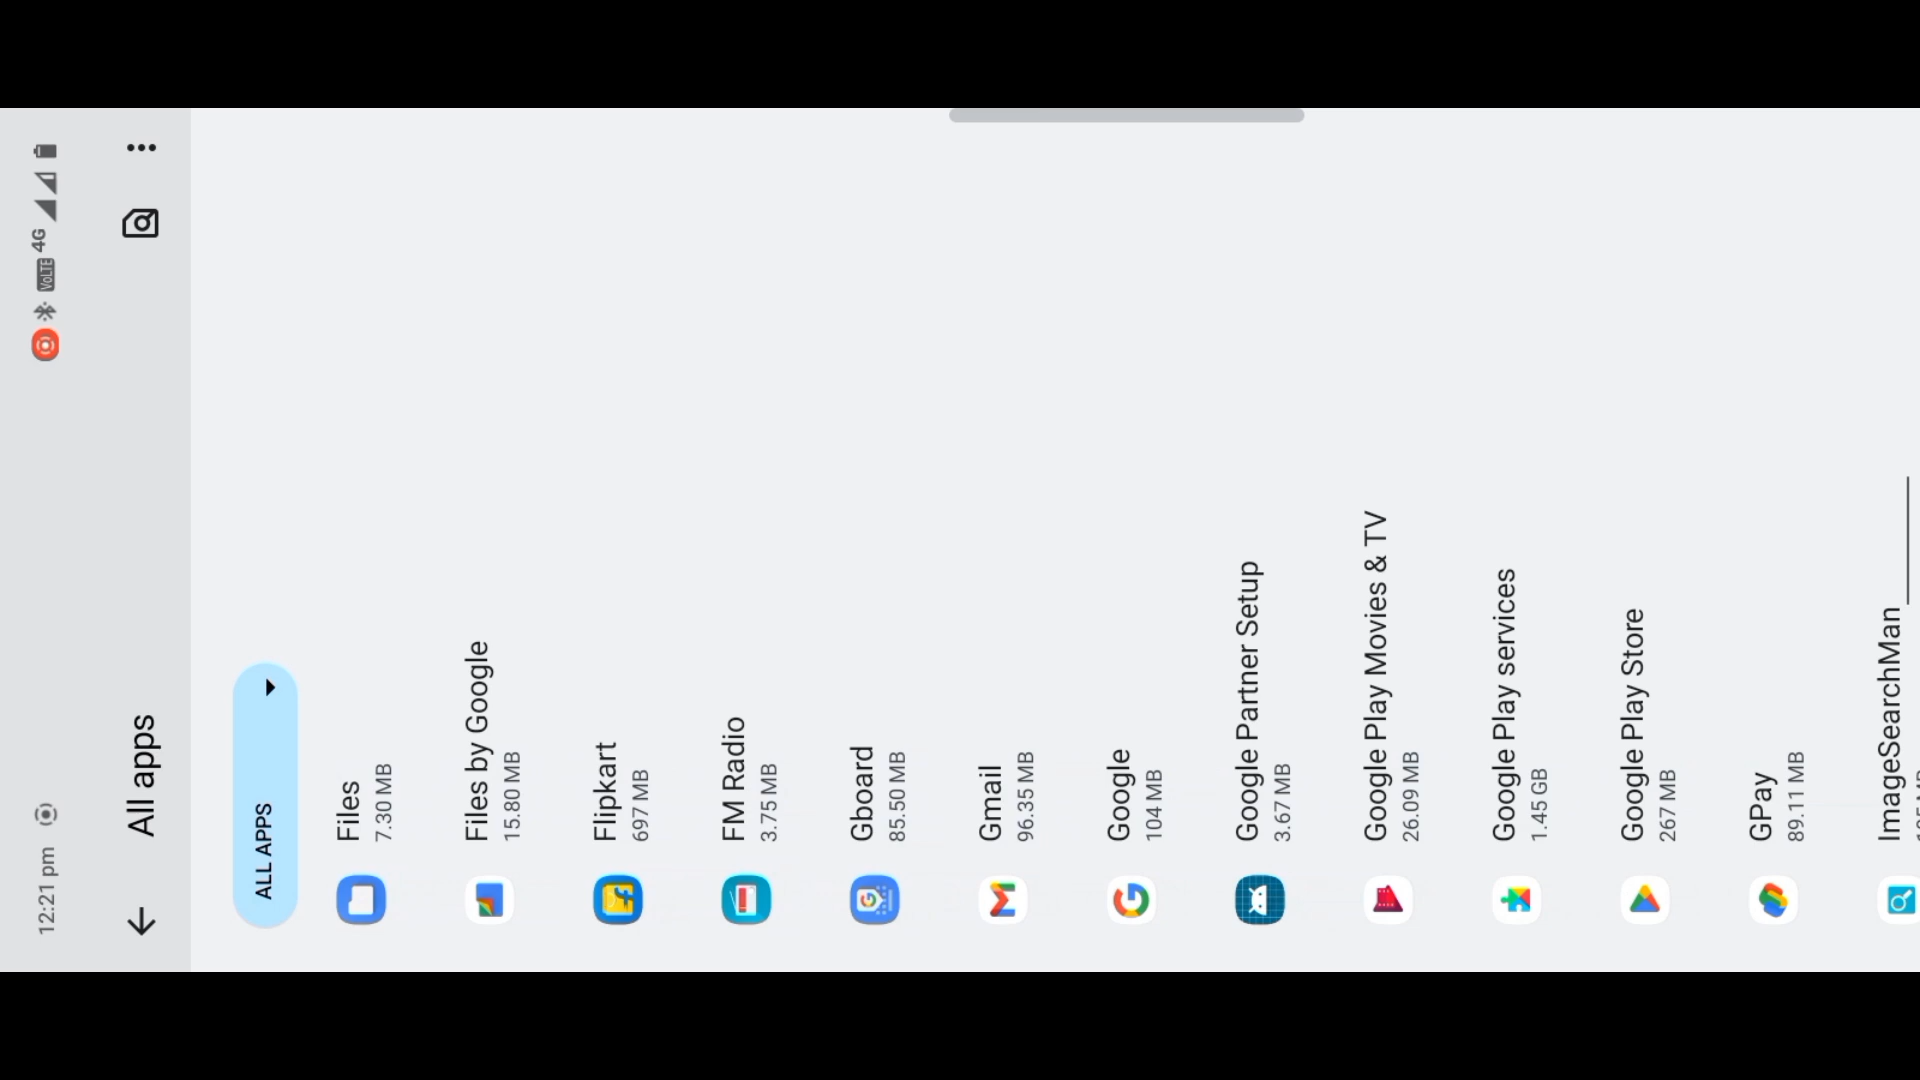 12:21 pm
VoLTE 4G
All apps
ALL APPS
Files
7.30 MB
Files by Google
15.80 MB
Flipkart
697 MB
FM Radio
3.75 MB
Gboard
85.50 MB
Gmail
96.35 MB
Google
104 MB
Google Partner Setup
3.67 MB
Google Play Movies & TV
26.09 MB
Google Play services
1.45 GB
Google Play Store
267 MB
GPay
89.11 MB
ImageSearchMan